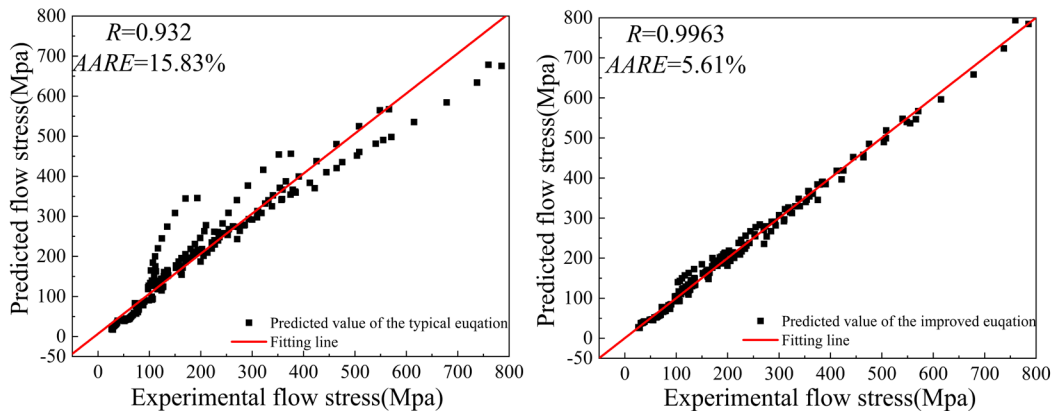 R=0.932
AARE=15.83%
Predicted flow stress(Mpa)
800
700
600
500
400
300
200
100
0
-50
Predicted value of the typical euqation
Fitting line
0 100 200 300 400 500 600 700 800
Experimental flow stress(Mpa)
R=0.9963
AARE=5.61%
Predicted flow stress(Mpa)
800
700
600
500
400
300
200
100
0
-50
Predicted value of the improved euqation
Fitting line
0 100 200 300 400 500 600 700 800
Experimental flow stress(Mpa)